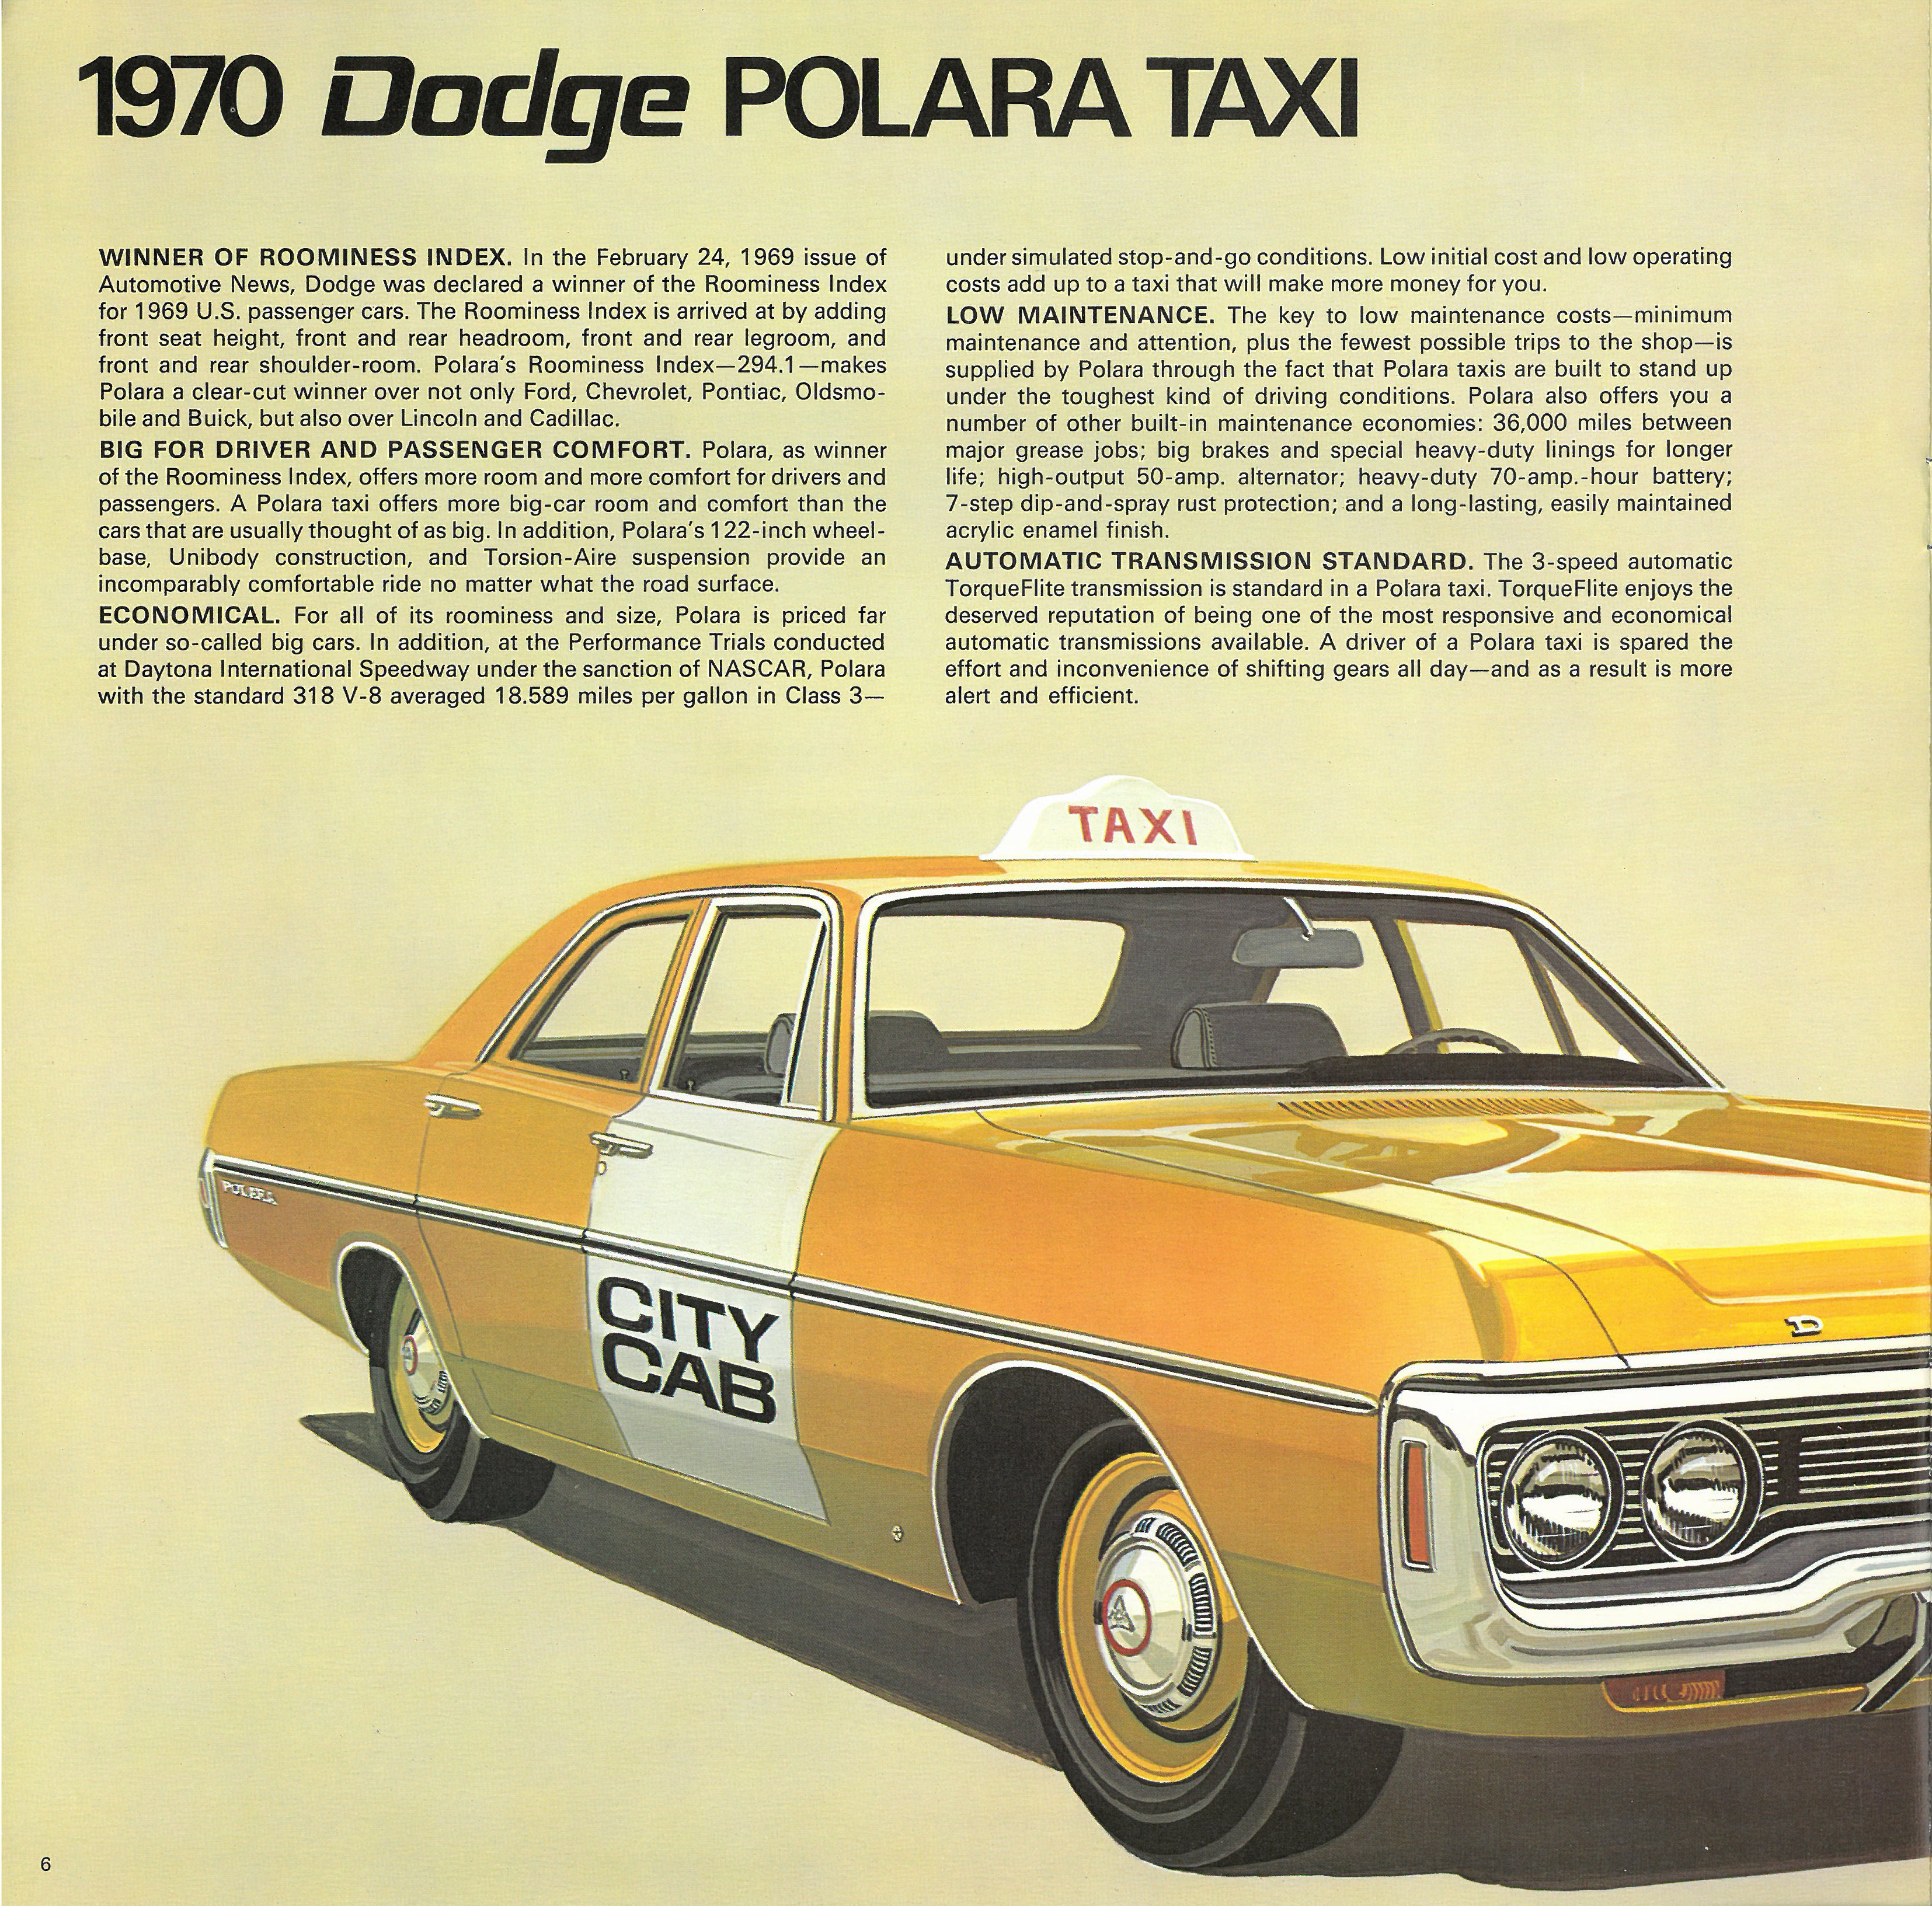 1970 Dodge POLARA TAXI
WINNER OF ROOMINESS INDEX. In the February 24, 1969 issue of
Automotive News, Dodge was declared a winner of the Roominess Index
for 1969 U.S. passenger cars. The Roominess Index is arrived at by adding
front seat height, front and rear headroom, front and rear legroom, and
front and rear shoulder-room. Polara's Roominess Index—294.1—makes
Polara a clear-cut winner over not only Ford, Chevrolet, Pontiac, Oldsmo-
bile and Buick, but also over Lincoln and Cadillac.
BIG FOR DRIVER AND PASSENGER COMFORT. Polara, as winner
of the Roominess Index, offers more room and more comfort for drivers and
passengers. A Polara taxi offers more big-car room and comfort than the
cars that are usually thought of as big. In addition, Polara's 122-inch wheel-
base, Unibody construction, and Torsion-Aire suspension provide an
incomparably comfortable ride no matter what the road surface.
ECONOMICAL. For all of its roominess and size, Polara is priced far
under so-called big cars. In addition, at the Performance Trials conducted
at Daytona International Speedway under the sanction of NASCAR, Polara
with the standard 318 V-8 averaged 18.589 miles per gallon in Class 3—
under simulated stop-and-go conditions. Low initial cost and low operating
costs add up to a taxi that will make more money for you.
LOW MAINTENANCE. The key to low maintenance costs—minimum
maintenance and attention, plus the fewest possible trips to the shop—is
supplied by Polara through the fact that Polara taxis are built to stand up
under the toughest kind of driving conditions. Polara also offers you a
number of other built-in maintenance economies: 36,000 miles between
major grease jobs; big brakes and special heavy-duty linings for longer
life; high-output 50-amp. alternator; heavy-duty 70-amp.-hour battery;
7-step dip-and-spray rust protection; and a long-lasting, easily maintained
acrylic enamel finish.
AUTOMATIC TRANSMISSION STANDARD. The 3-speed automatic
TorqueFlite transmission is standard in a Polara taxi. TorqueFlite enjoys the
deserved reputation of being one of the most responsive and economical
automatic transmissions available. A driver of a Polara taxi is spared the
effort and inconvenience of shifting gears all day—and as a result is more
alert and efficient.
TAXI
POLARA
CITY
CAB
D
6